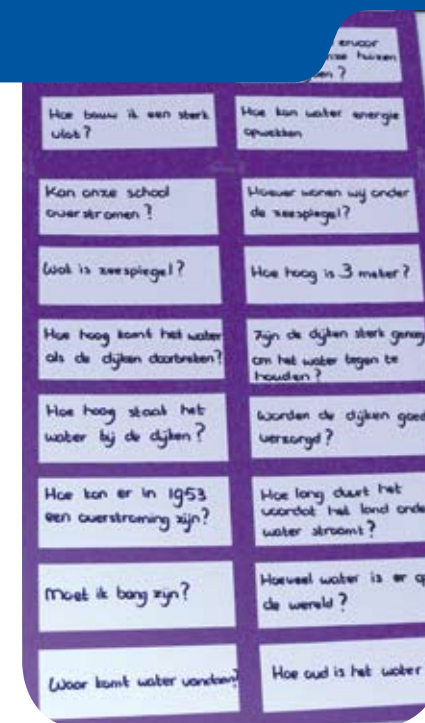 ervoor
huizen
?
Hoe bouw ik een sterk
vlot?
Hoe kan water energie
opwekken
Kan onze school
overstromen?
Hoever wonen wij onder
de zeespiegel?
Wat is zeespiegel?
Hoe hoog is 3 meter?
Hoe hoog komt het water
als de dijken doorbreken?
Zijn de dijken sterk genoeg
om het water tegen te
houden?
Hoe hoog staat het
water bij de dijken?
Worden de dijken goed
verzorgd?
Hoe kon er in 1953
een overstroming zijn?
Hoe lang duurt het
voordat het land onder
water stroomt?
Moet ik bang zijn?
Hoeveel water is er op
de wereld?
Waar komt water vandaan?
Hoe oud is het water